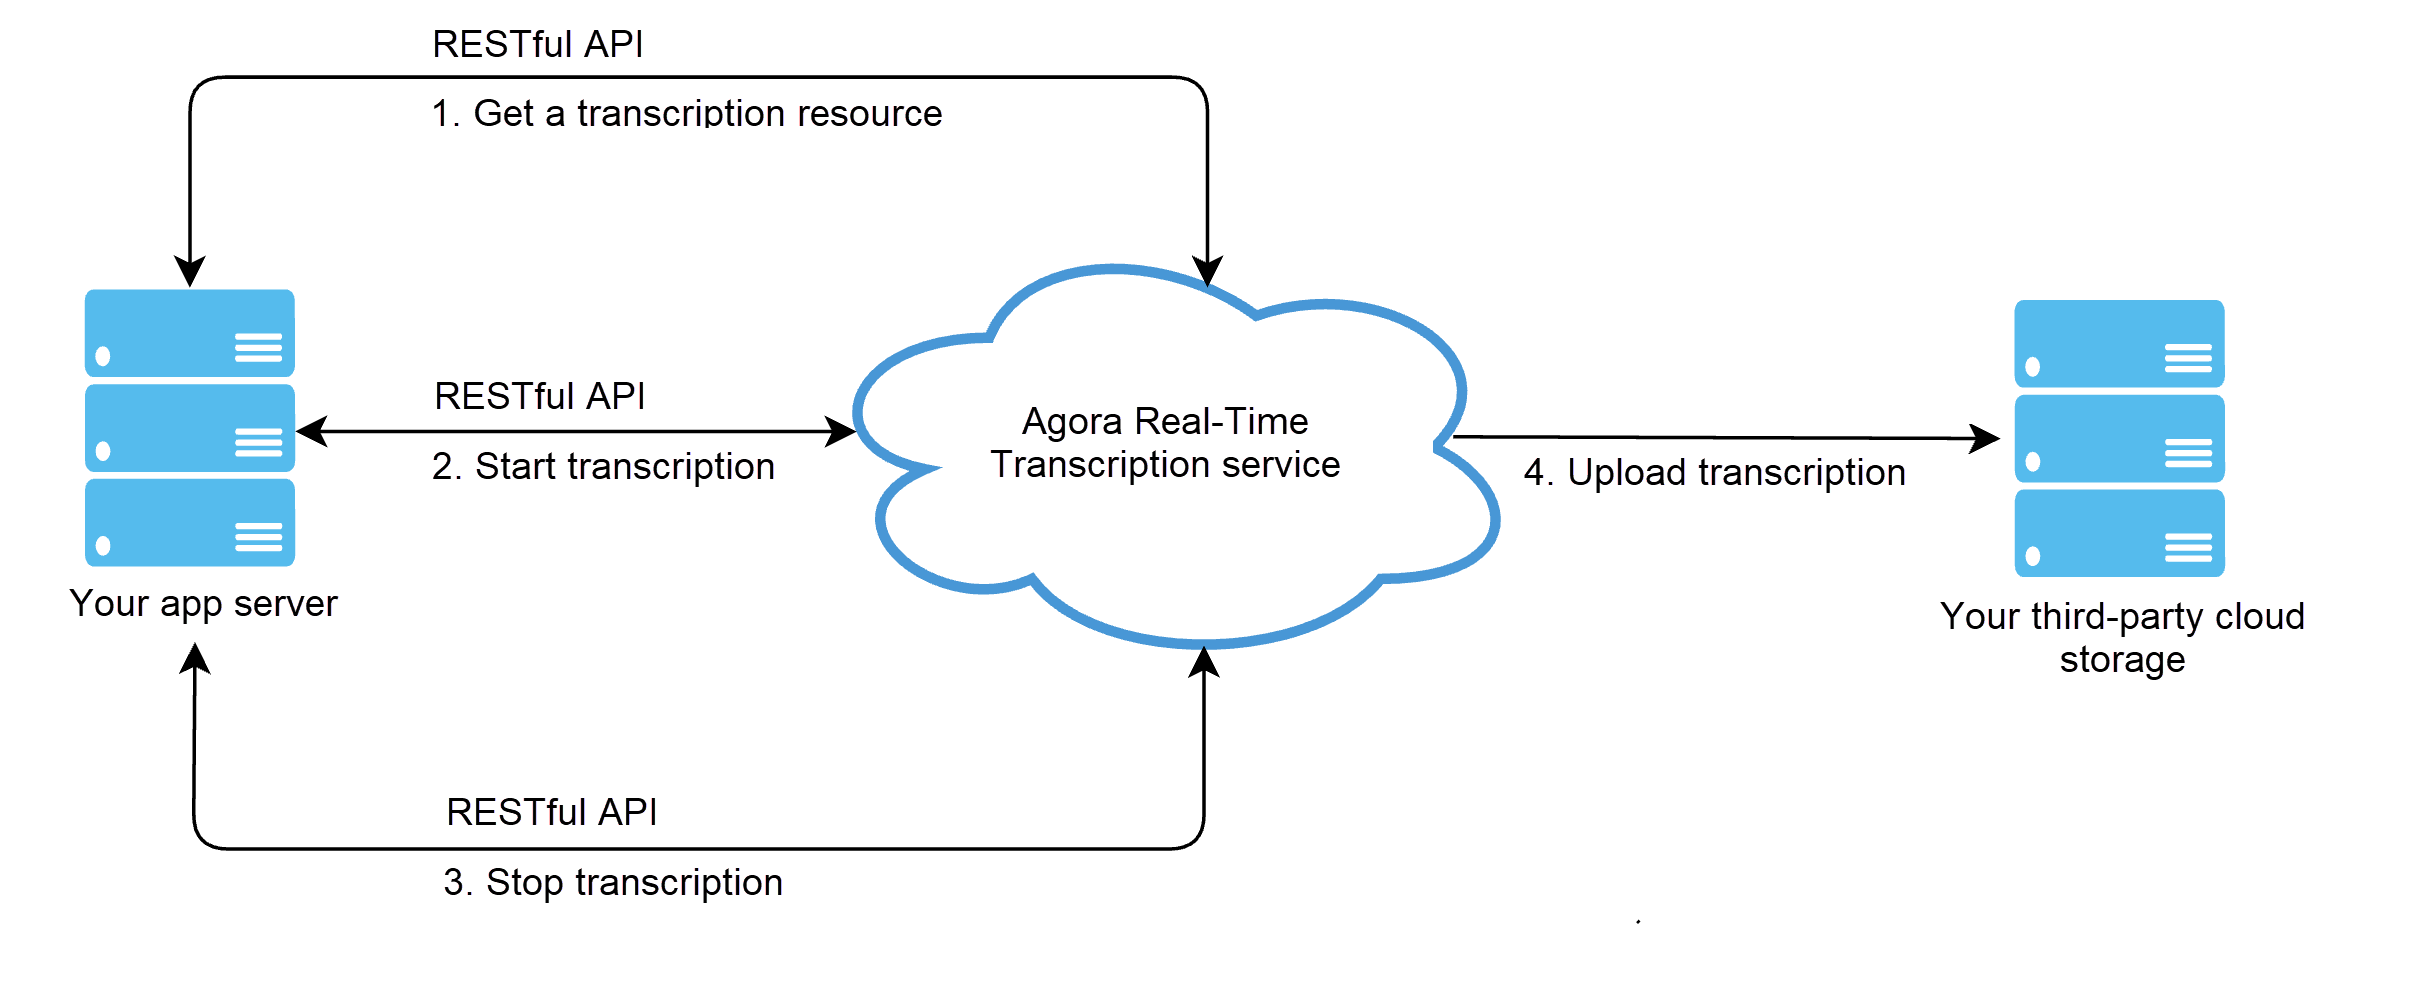 RESTful API
1. Get a transcription resource
RESTful API
2. Start transcription
Agora Real-Time
Transcription service
4. Upload transcription
Your app server
Your third-party cloud
storage
RESTful API
3. Stop transcription